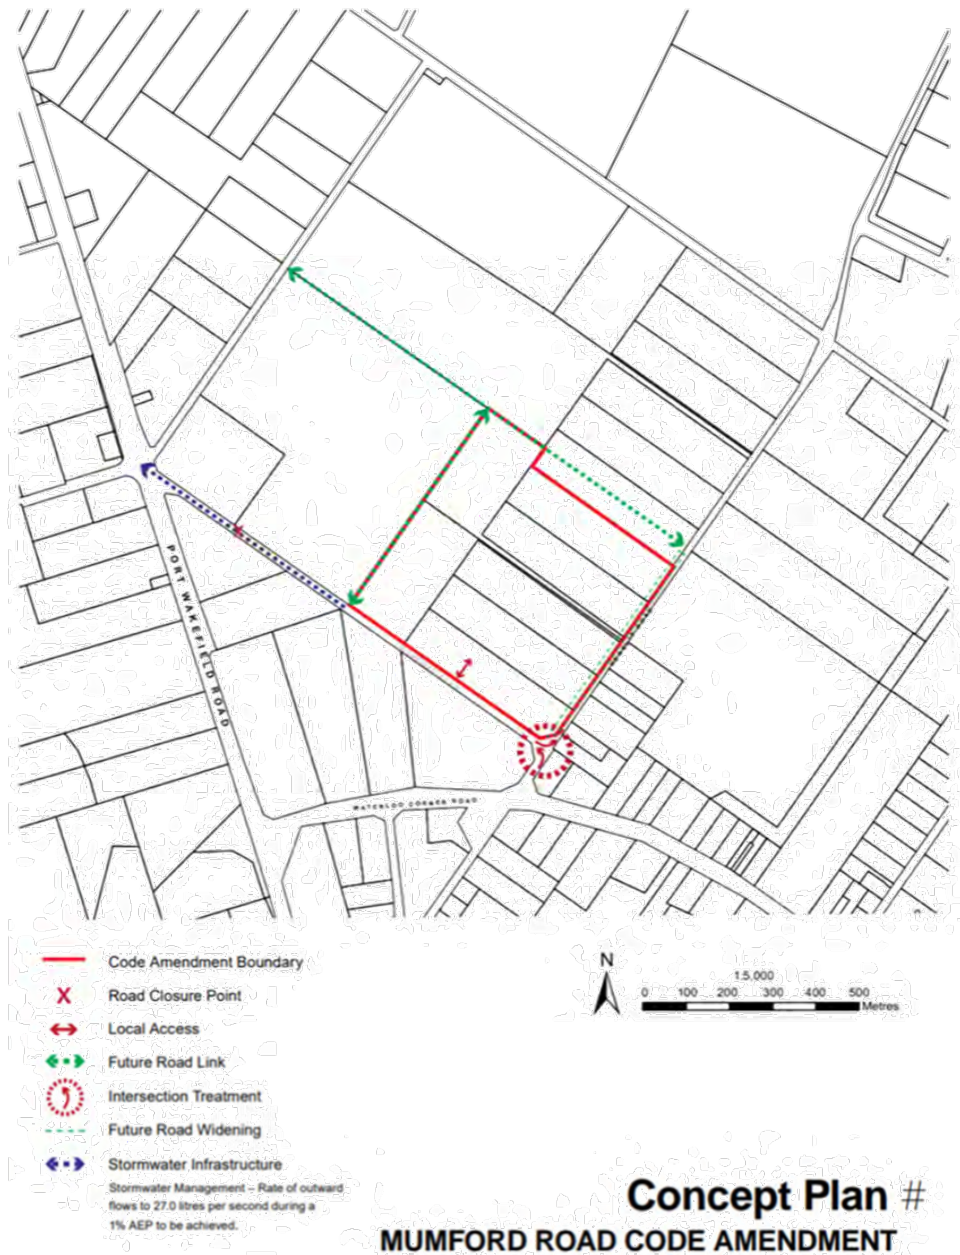 PORT WAKEFIELD ROAD
WATERLOO CORNER ROAD
Code Amendment Boundary
X Road Closure Point
Local Access
Future Road Link
Intersection Treatment
Future Road Widening
Stormwater Infrastructure
Stormwater Management – Rate of outward
flows to 27.0 litres per second during a
1% AEP to be achieved.
N
1:5,000
0 100 200 300 400 500
Metres
Concept Plan #
MUMFORD ROAD CODE AMENDMENT